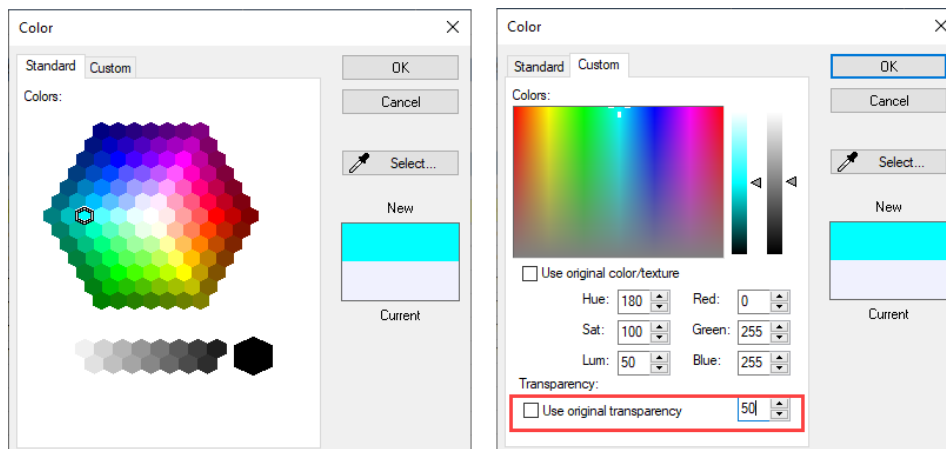 Color
Standard Custom
Colors:
OK
Cancel
Select...
New
Current
Color
Standard Custom
Colors:
OK
Cancel
Select...
New
Current
Use original color/texture
Hue: 180 Red: 0
Sat: 100 Green: 255
Lum: 50 Blue: 255
Transparency:
Use original transparency 50